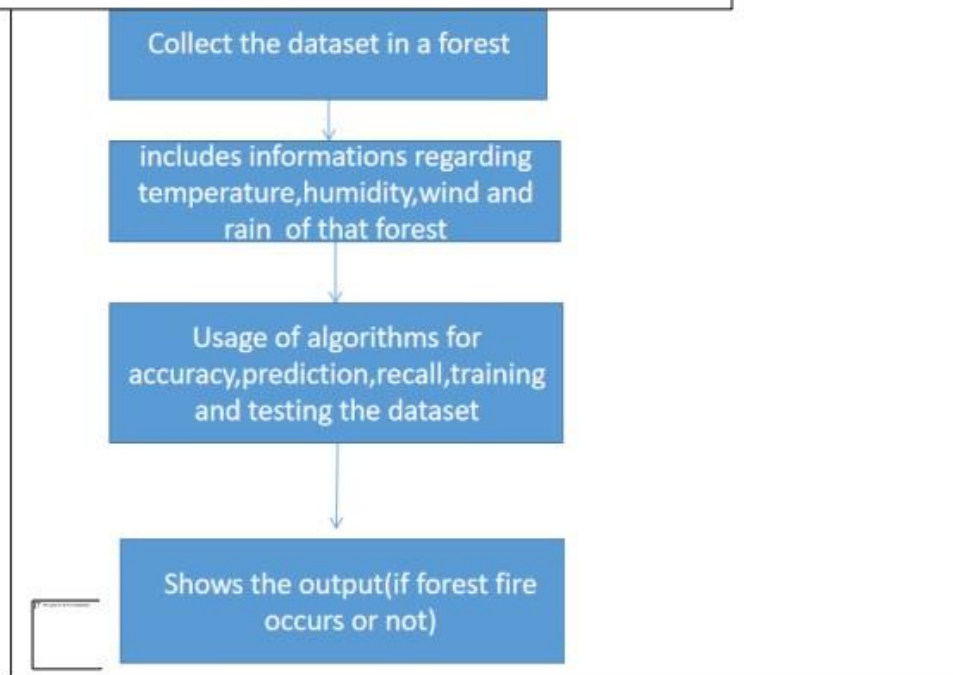 Collect the dataset in a forest
includes informations regarding
temperature,humidity,wind and
rain of that forest
Usage of algorithms for
accuracy,prediction,recall,training
and testing the dataset
Shows the output(if forest fire
occurs or not)